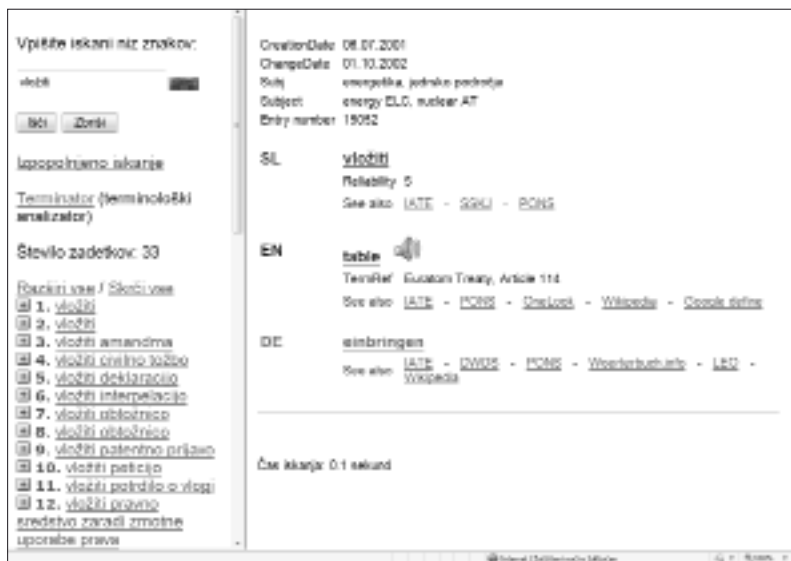 Vpišite iskani niz znakov:
vložiti
Išči Zbriši
Izpopolnjeno iskanje
Terminator (terminološki
analizator)
Število zadetkov: 33
Razširi vse / Skrči vse
1. vložiti
2. vložiti
3. vložiti amandma
4. vložiti civilno tožbo
5. vložiti deklaracijo
6. vložiti interpelacijo
7. vložiti obtožnico
8. vložiti obtožnico
9. vložiti patentno prijavo
10. vložiti peticijo
11. vložiti potrdilo o vlogi
12. vložiti pravno
sredstvo zaradi zmotne
uporabe prava
CreationDate 06.07.2001
ChangeDate 01.10.2002
Subj energetika, jedrsko področja
Subject energy ELC, nuclear AT
Entry number 19052
SL vložiti
Reliability 5
See also IATE - SSKJ - PONS
EN table
TermRef Euratom Treaty, Article 114
See also IATE - PONS - OneLook - Wikipedia - Google define
DE einbringen
See also IATE - DWDS - PONS - Woerterbuch.info - LEO -
Wikipedia
Čas iskanja: 0.1 sekund